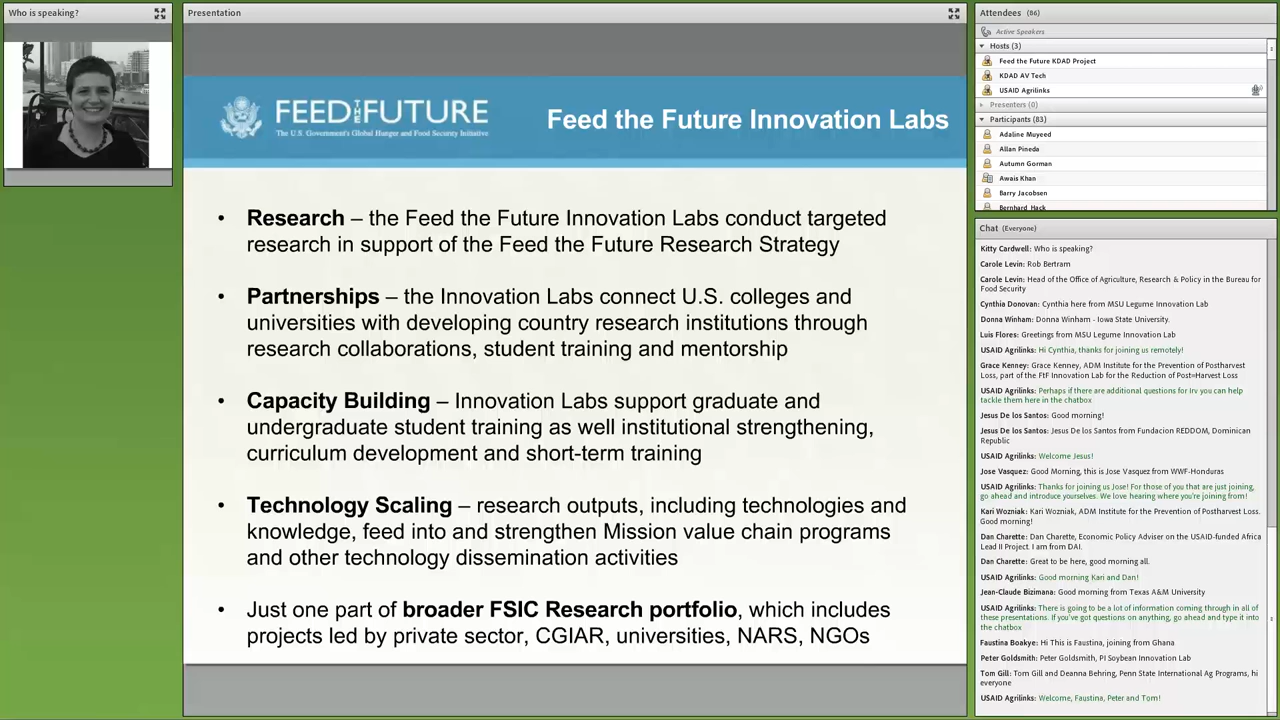 Who is speaking?
Presentation
FEED THE FUTURE
The U.S. Government's Global Hunger and Food Security Initiative
Feed the Future Innovation Labs
• Research – the Feed the Future Innovation Labs conduct targeted
research in support of the Feed the Future Research Strategy
• Partnerships – the Innovation Labs connect U.S. colleges and
universities with developing country research institutions through
research collaborations, student training and mentorship
• Capacity Building – Innovation Labs support graduate and
undergraduate student training as well institutional strengthening,
curriculum development and short-term training
• Technology Scaling – research outputs, including technologies and
knowledge, feed into and strengthen Mission value chain programs
and other technology dissemination activities
• Just one part of broader FSIC Research portfolio, which includes
projects led by private sector, CGIAR, universities, NARS, NGOs
Attendees (86)
Active Speakers
Hosts (3)
Feed the Future KDAD Project
KDAD AV Tech
USAID Agrilinks
Presenters (0)
Participants (83)
Adaline Muyeed
Allan Pineda
Autumn Gorman
Awais Khan
Barry Jacobsen
Bernhard Hack
Chat (Everyone)
Kitty Cardwell: Who is speaking?
Carole Levin: Rob Bertram
Carole Levin: Head of the Office of Agriculture, Research & Policy in the Bureau for
Food Security
Cynthia Donovan: Cynthia here from MSU Legume Innovation Lab
Donna Winham: Donna Winham - Iowa State University.
Luis Flores: Greetings from MSU Legume Innovation Lab
USAID Agrilinks: Hi Cynthia, thanks for joining us remotely!
Grace Kenney: Grace Kenney, ADM Institute for the Prevention of Postharvest
Loss, part of the FtF Innovation Lab for the Reduction of Post=Harvest Loss
USAID Agrilinks: Perhaps if there are additional questions for Irv you can help
tackle them here in the chatbox
Jesus De los Santos: Good morning!
Jesus De los Santos: Jesus De los Santos from Fundacion REDDOM, Dominican
Republic
USAID Agrilinks: Welcome Jesus!
Jose Vasquez: Good Morning, this is Jose Vasquez from WWF-Honduras
USAID Agrilinks: Thanks for joining us Jose! For those of you that are just joining,
go ahead and introduce yourselves. We love hearing where you're joining from!
Kari Wozniak: Kari Wozniak, ADM Institute for the Prevention of Postharvest Loss.
Good morning!
Dan Charette: Dan Charette, Economic Policy Adviser on the USAID-funded Africa
Lead II Project. I am from DAI.
Dan Charette: Great to be here, good morning all.
USAID Agrilinks: Good morning Kari and Dan!
Jean-Claude Bizimana: Good morning from Texas A&M University
USAID Agrilinks: There is going to be a lot of information coming through in all of
these presentations. If you've got questions on anything, go ahead and type it into
the chatbox
Faustina Boakye: Hi This is Faustina, joining from Ghana
Peter Goldsmith: Peter Goldsmith, PI Soybean Innovation Lab
Tom Gill: Tom Gill and Deanna Behring, Penn State International Ag Programs, hi
everyone
USAID Agrilinks: Welcome, Faustina, Peter and Tom!